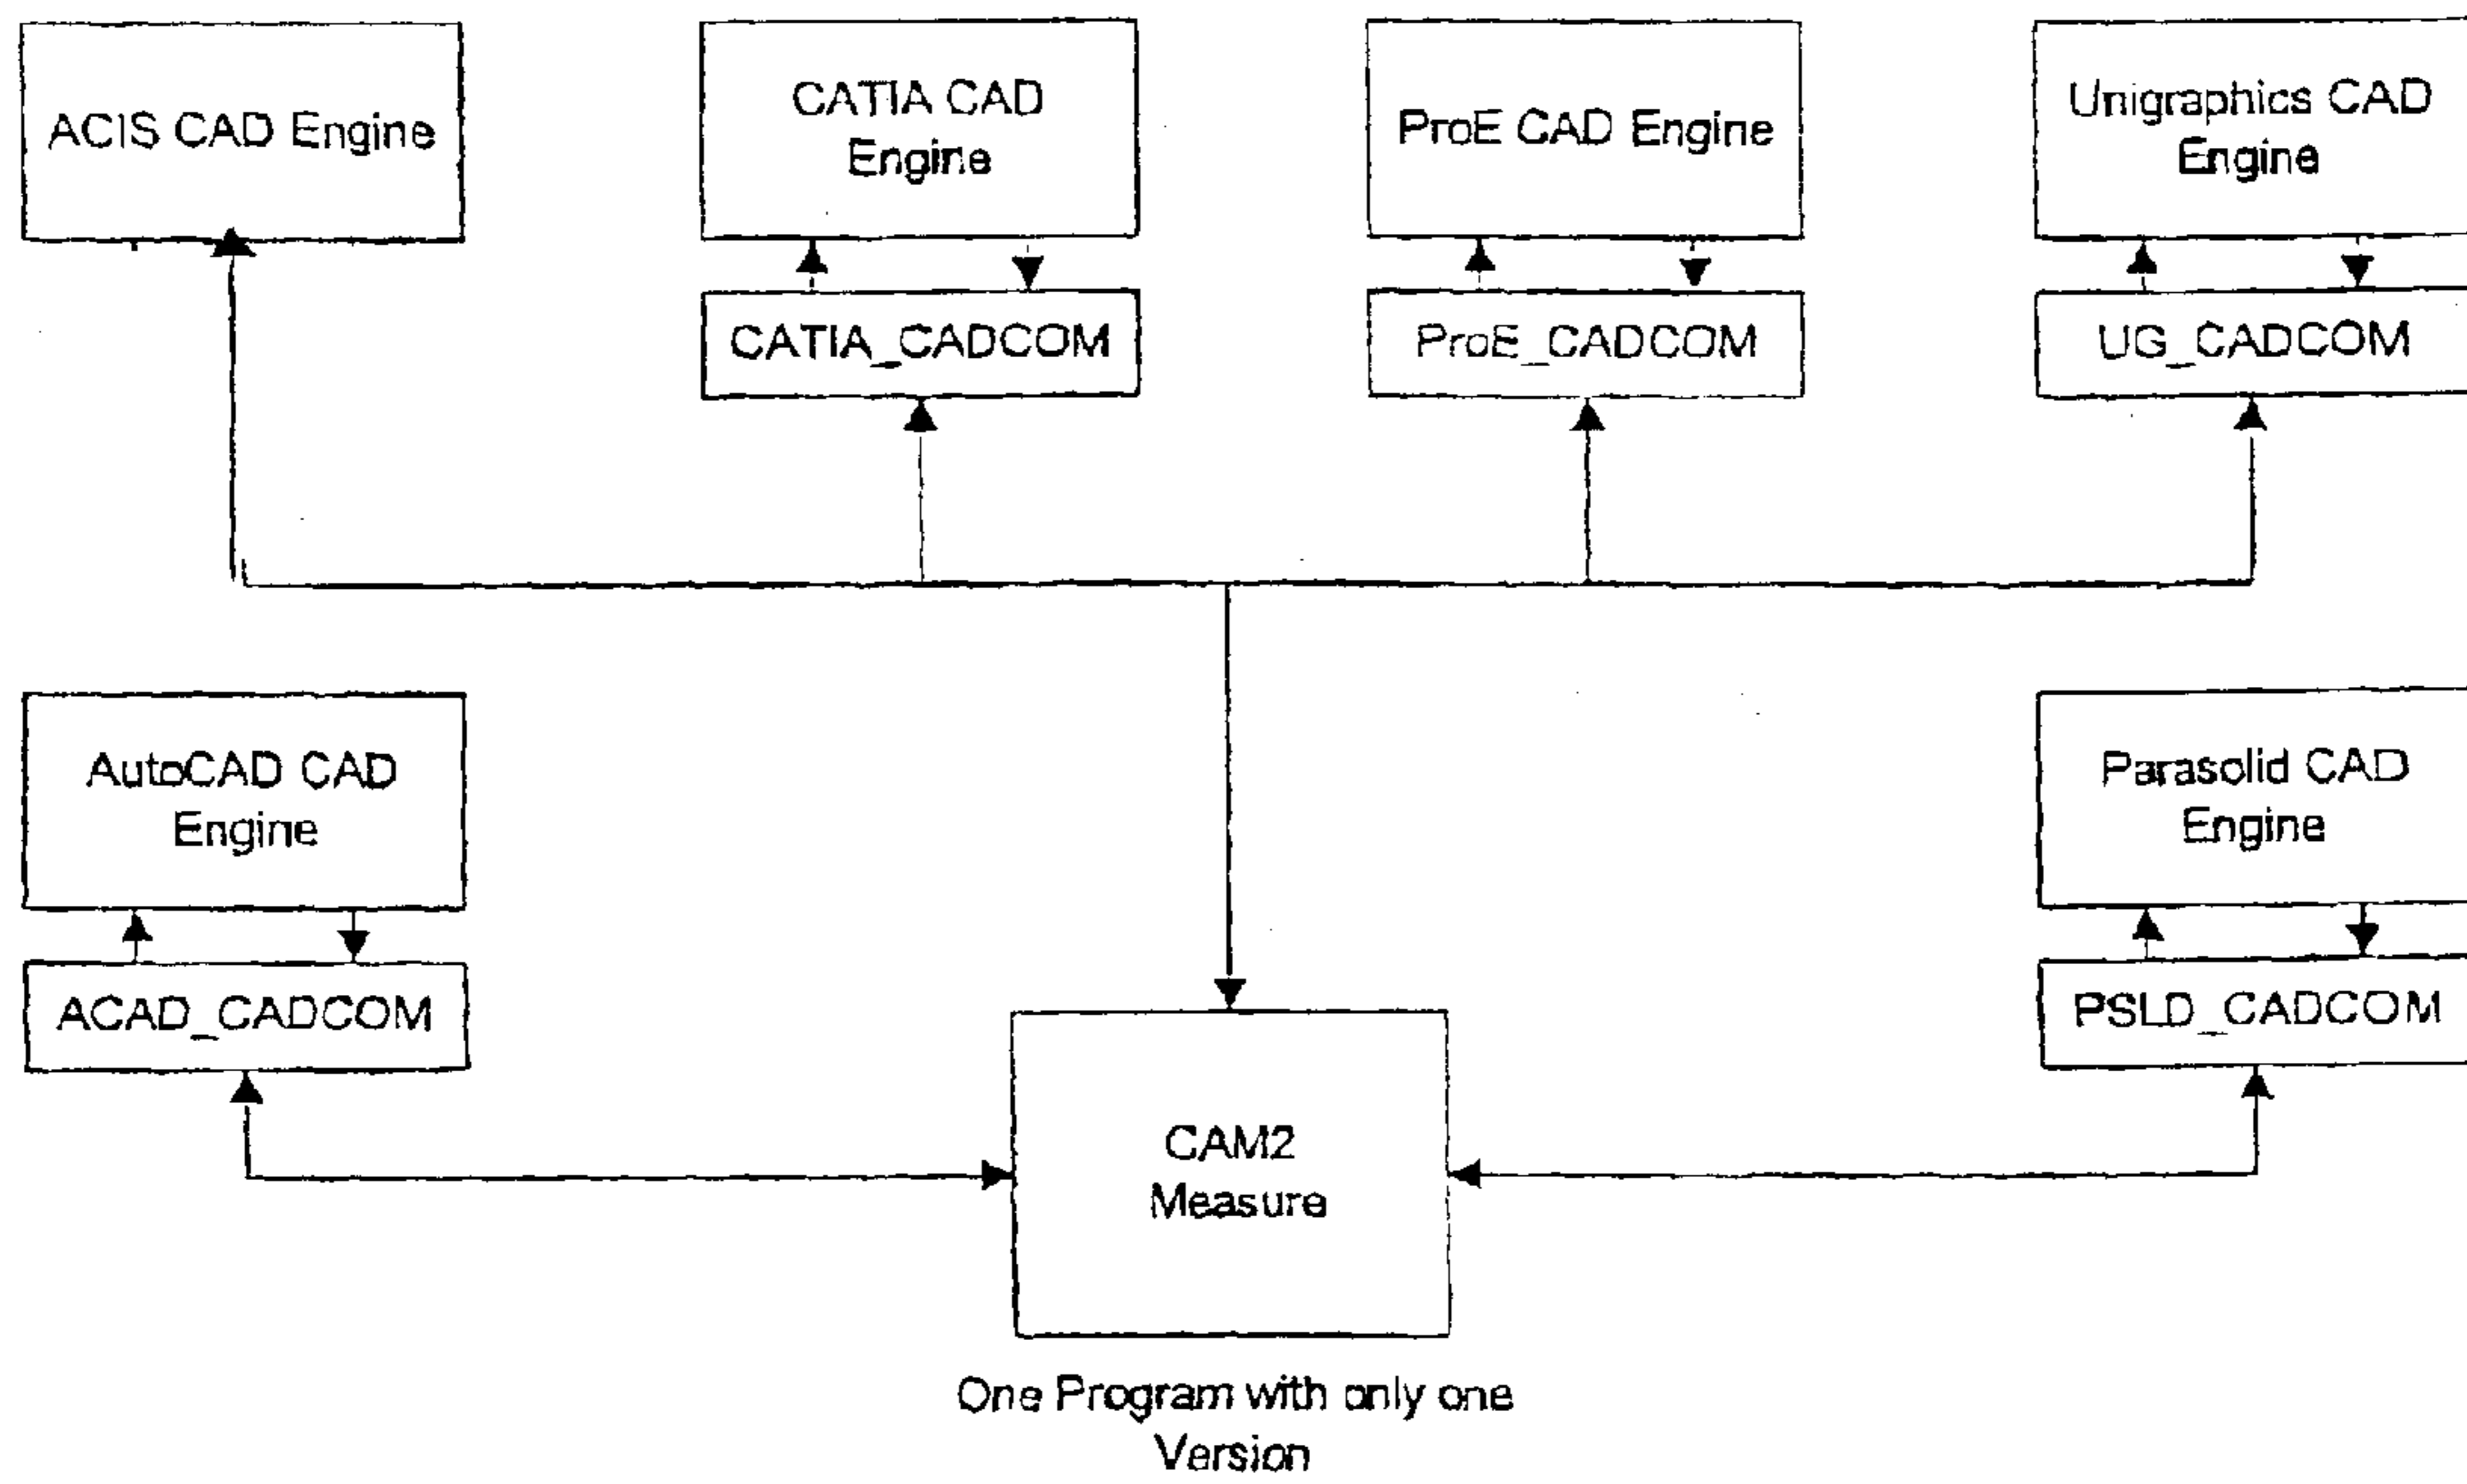 ACIS CAD Engine
CATIA CAD
Engine
ProE CAD Engine
Unigraphics CAD
Engine
CATIA_CADCOM
ProE_CADCOM
UG_CADCOM
AutoCAD CAD
Engine
Parasolid CAD
Engine
ACAD_CADCOM
PSLD_CADCOM
CAM2
Measure
One Program with only one
Version